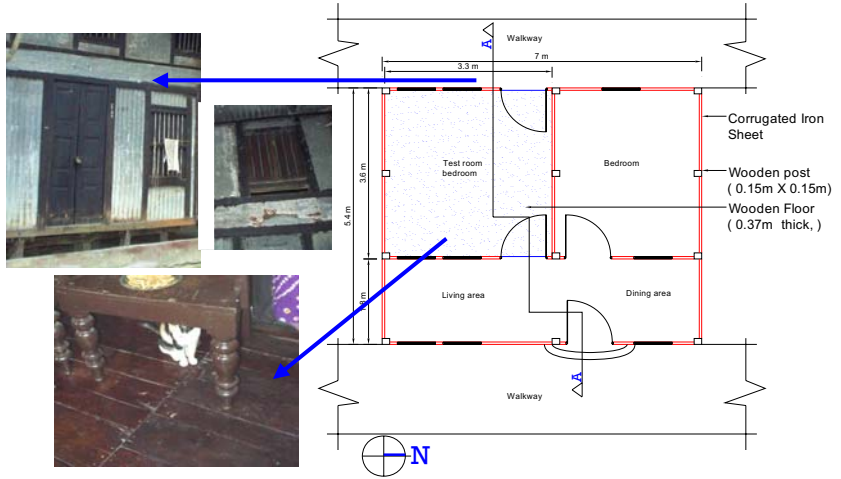 Walkway
A
7 m
3.3 m
Corrugated Iron
Sheet
Test room
bedroom
Bedroom
3.6 m
5.4 m
Wooden post
( 0.15m X 0.15m)
Wooden Floor
( 0.37m thick, )
Living area
Dining area
A
Walkway
N